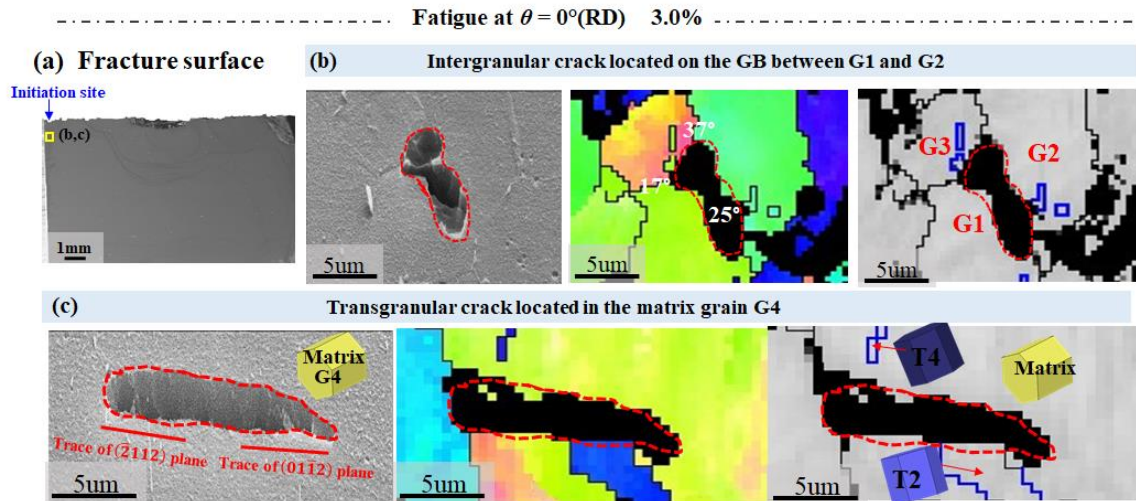 Fatigue at θ = 0°(RD) 3.0%
(a) Fracture surface
Initiation site
(b,c)
1mm
(b) Intergranular crack located on the GB between G1 and G2
5um
37°
17°
25°
5um
G3
G2
G1
5um
(c) Transgranular crack located in the matrix grain G4
Matrix
G4
Trace of (2̄112) plane
Trace of (0112) plane
5um
5um
T4
Matrix
T2
5um